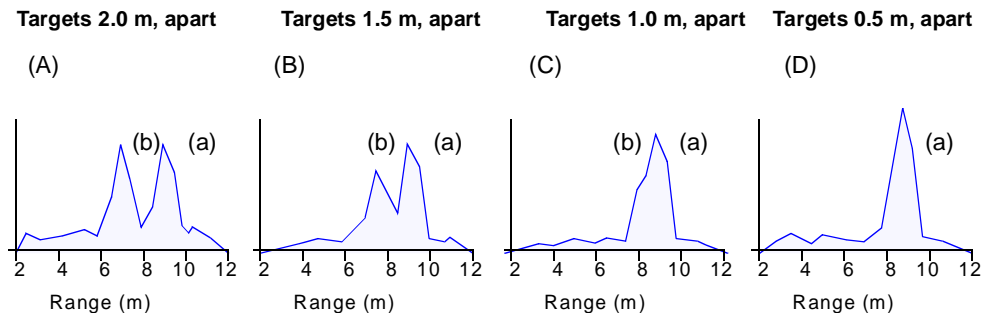 Targets 2.0 m, apart
Targets 1.5 m, apart
Targets 1.0 m, apart
Targets 0.5 m, apart
(A)
(B)
(C)
(D)
(b) (a)
(b) (a)
(b) (a)
(a)
2 4 6 8 10 12
2 4 6 8 10 12
2 4 6 8 10 12
2 4 6 8 10 12
Range (m)
Range (m)
Range (m)
Range (m)